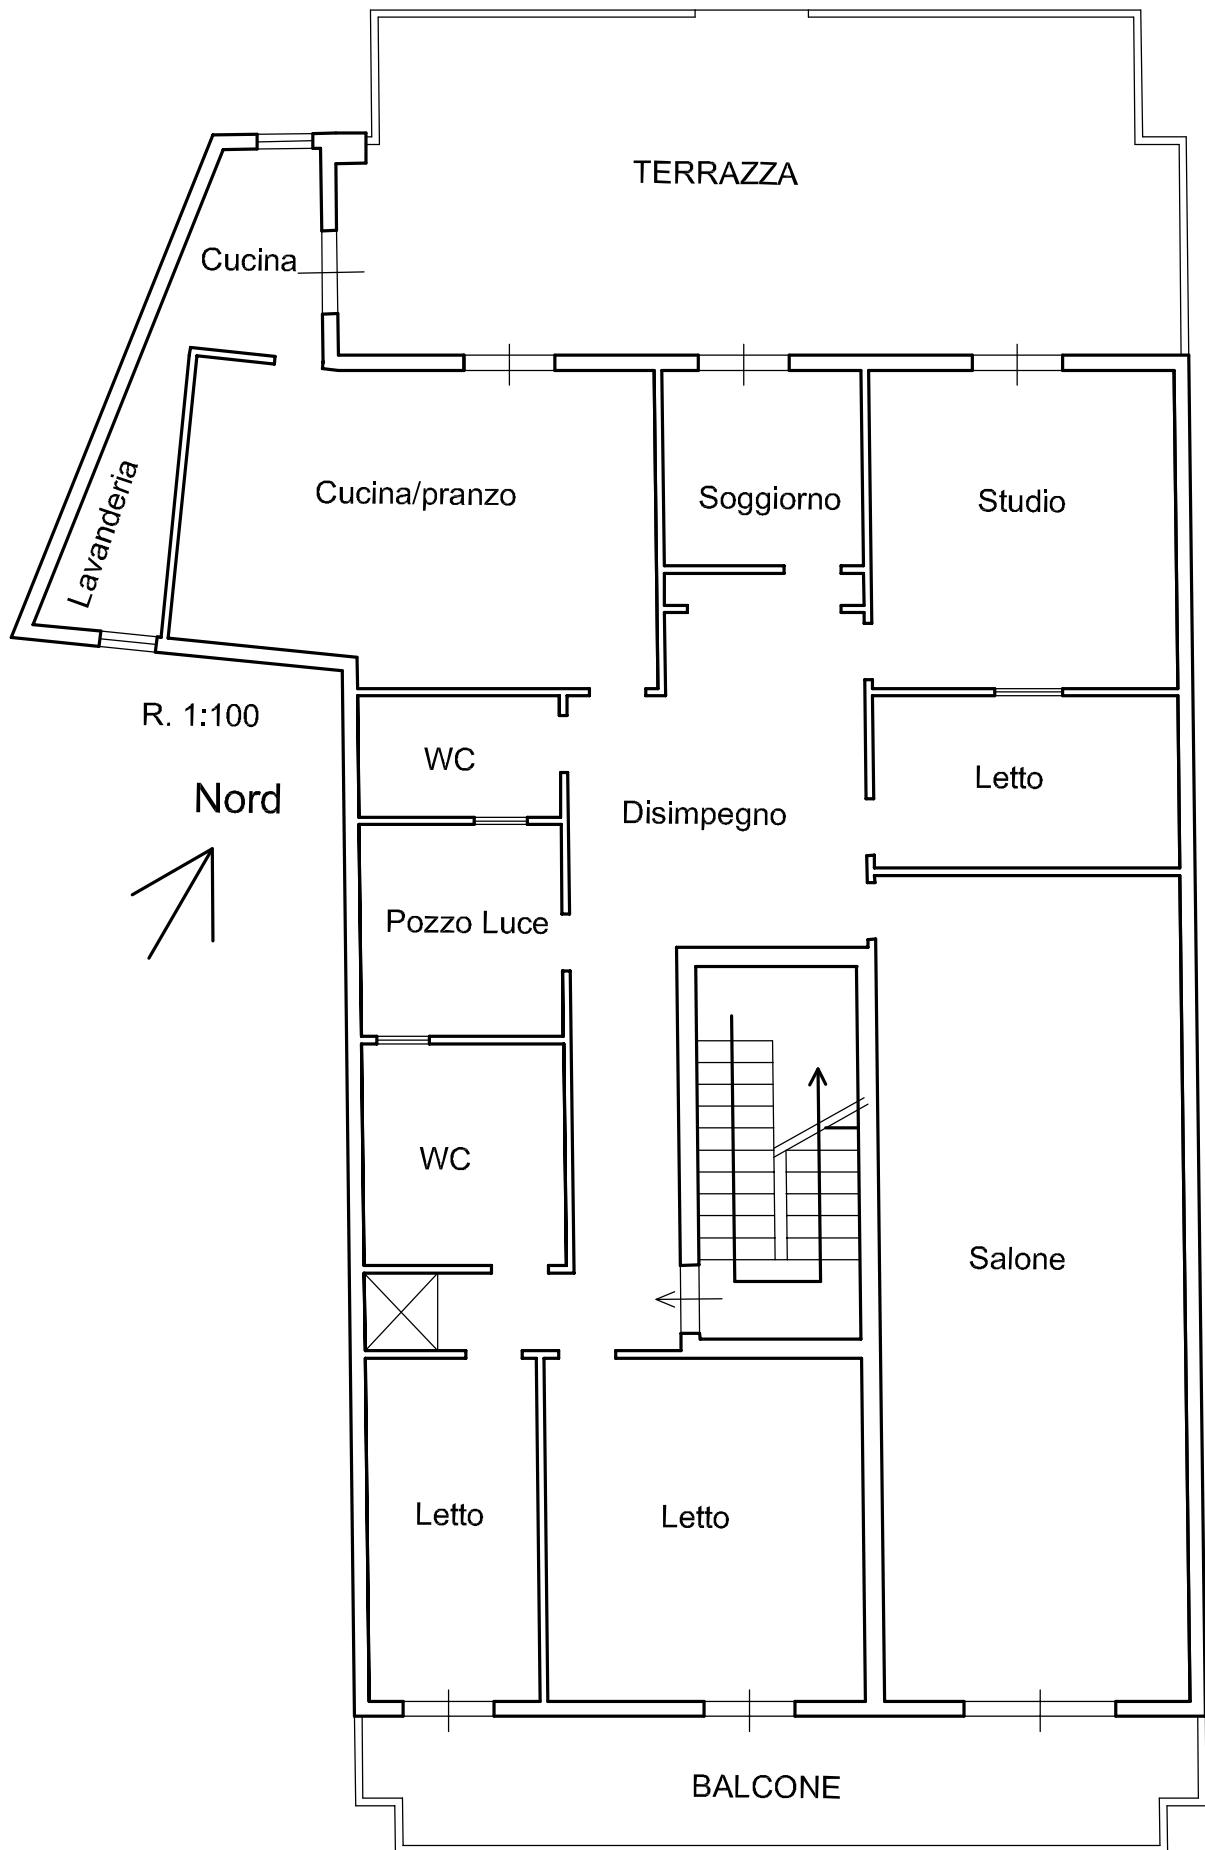 TERRAZZA
Cucina
Lavanderia
Cucina/pranzo
Soggiorno
Studio
R. 1:100
WC
Letto
Nord
Disimpegno
Pozzo Luce
WC
Salone
Letto
Letto
BALCONE